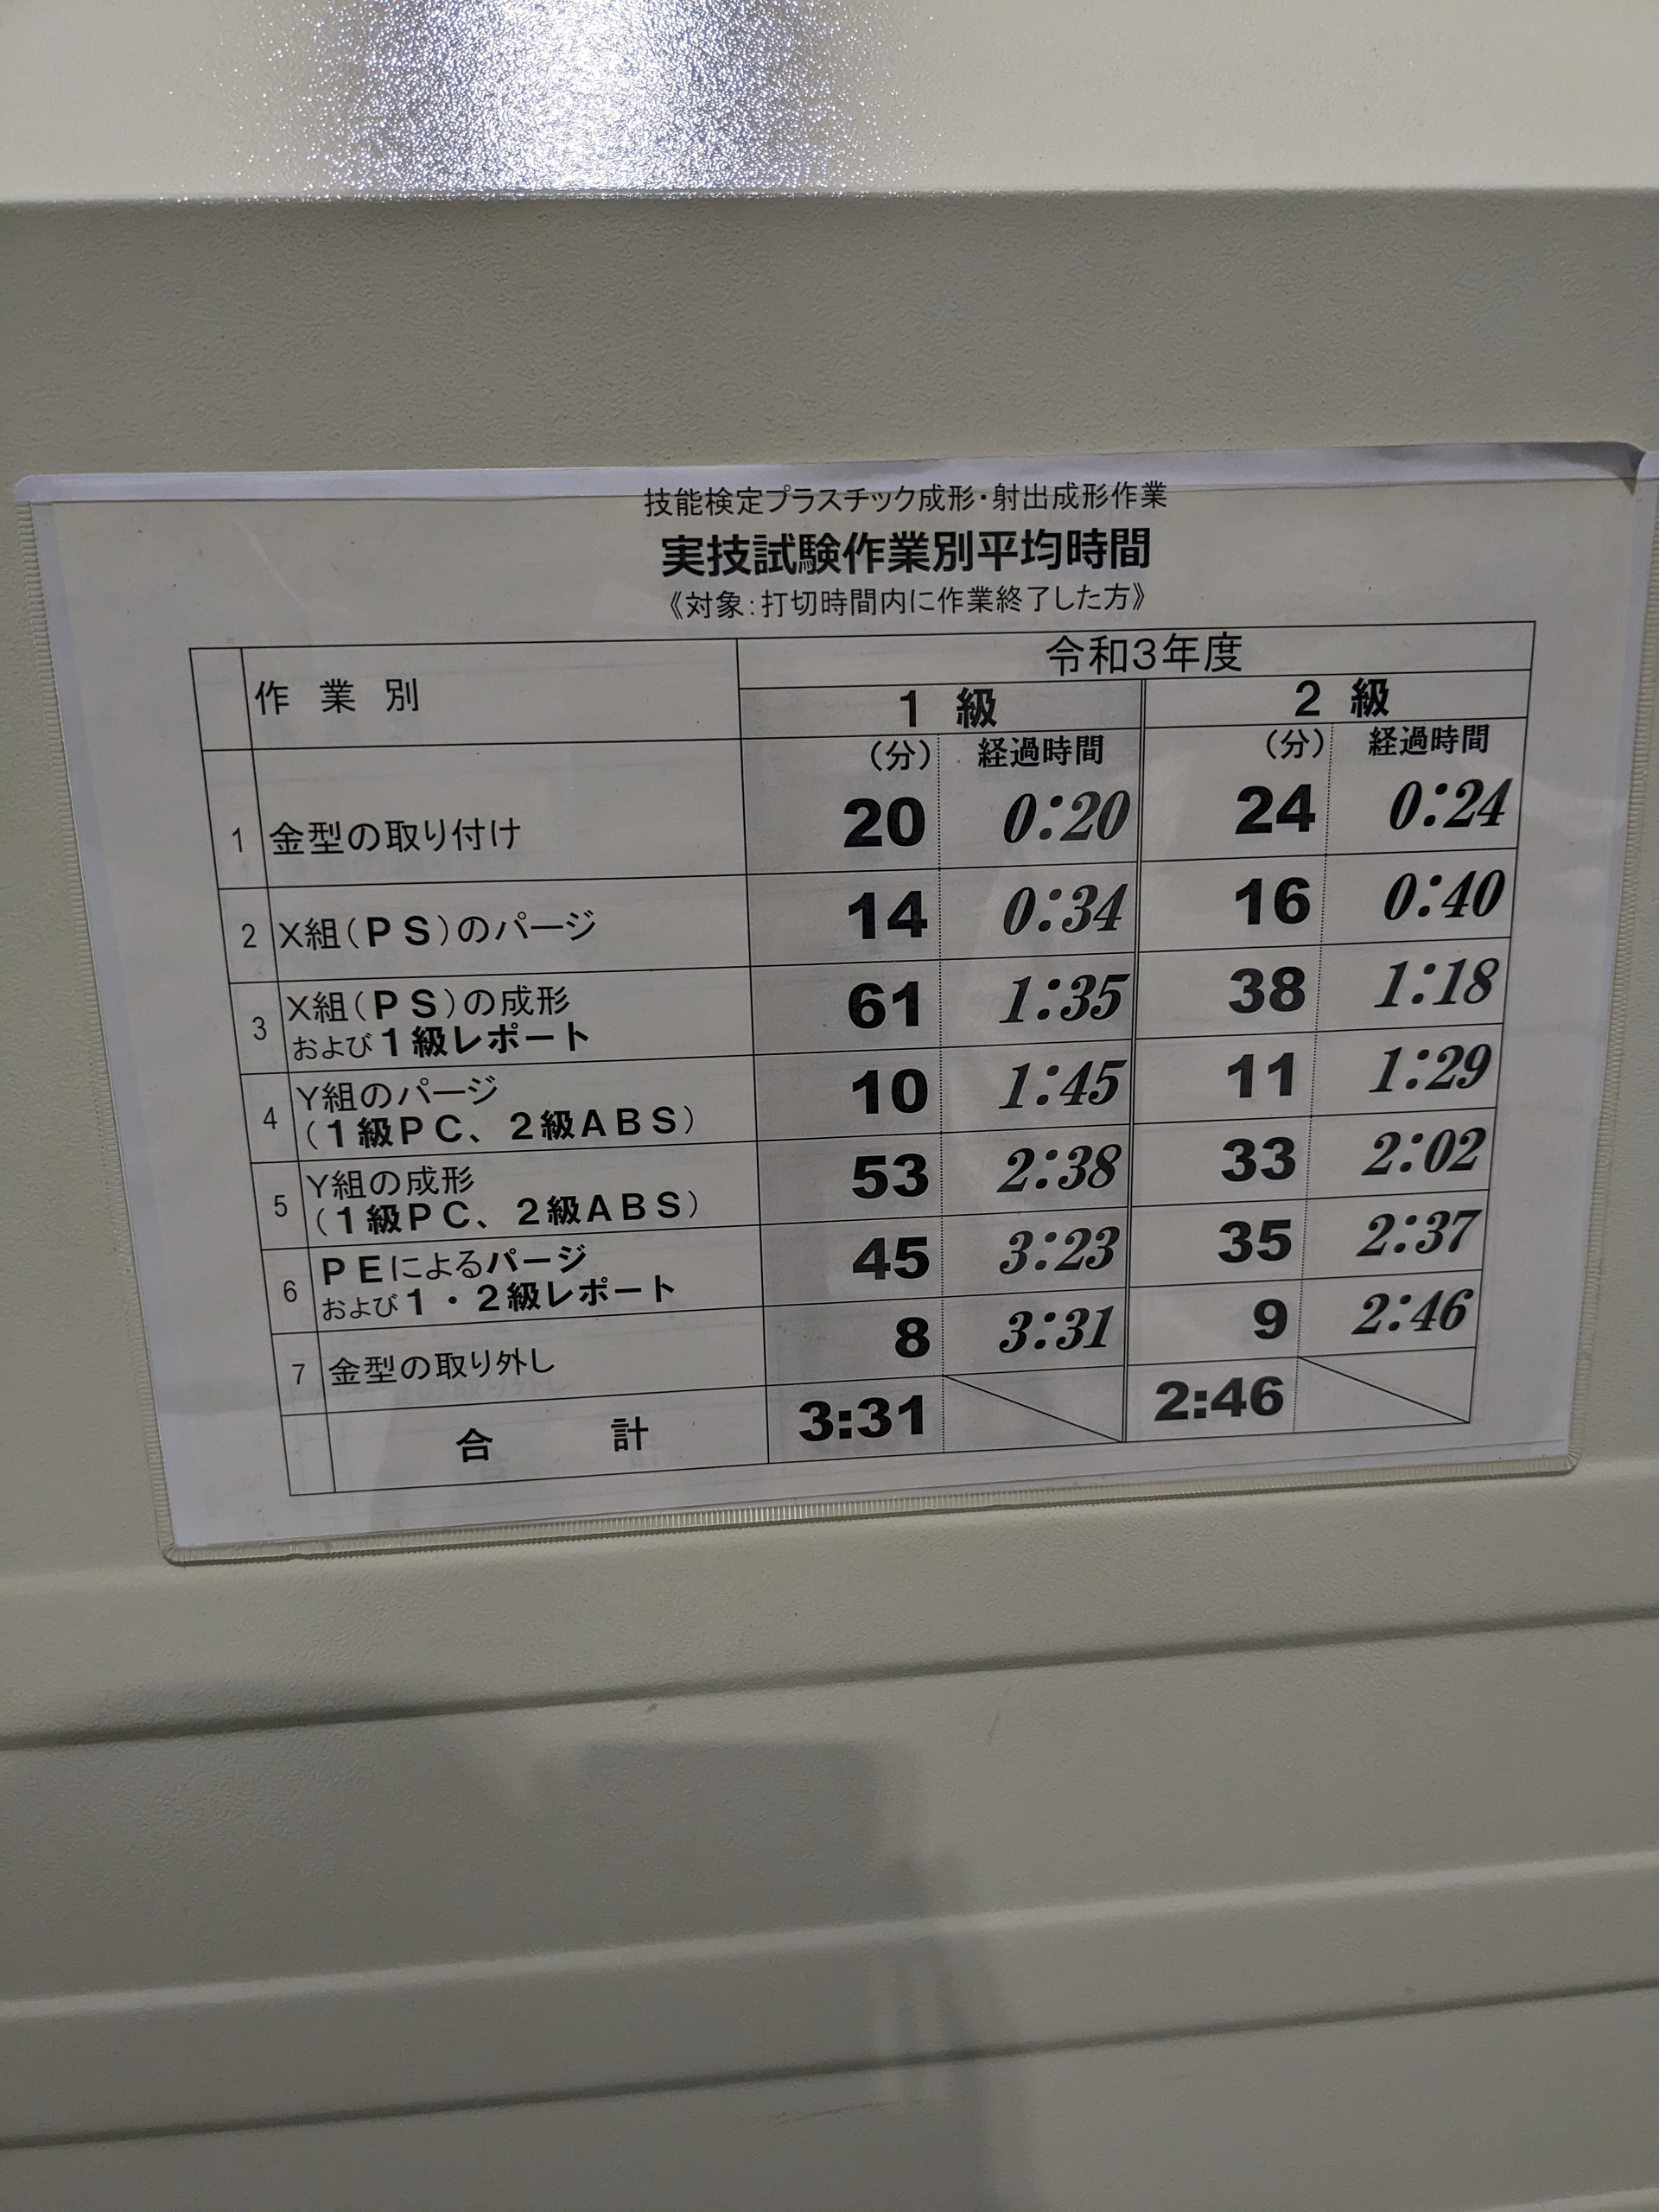 技能検定プラスチック成形・射出成形作業
実技試験作業別平均時間
《対象：打切時間内に作業終了した方》
作業別 令和3年度
1級 2級
（分） 経過時間 （分） 経過時間
1 金型の取り付け 20 0:20 24 0:24
2 X組（PS）のパージ 14 0:34 16 0:40
3 X組（PS）の成形 61 1:35 38 1:18
および1級レポート
4 Y組のパージ 10 1:45 11 1:29
（1級PC、2級ABS）
5 Y組の成形 53 2:38 33 2:02
（1級PC、2級ABS）
6 PEによるパージ 45 3:23 35 2:37
および1・2級レポート
7 金型の取り外し 8 3:31 9 2:46
合計 3:31 2:46